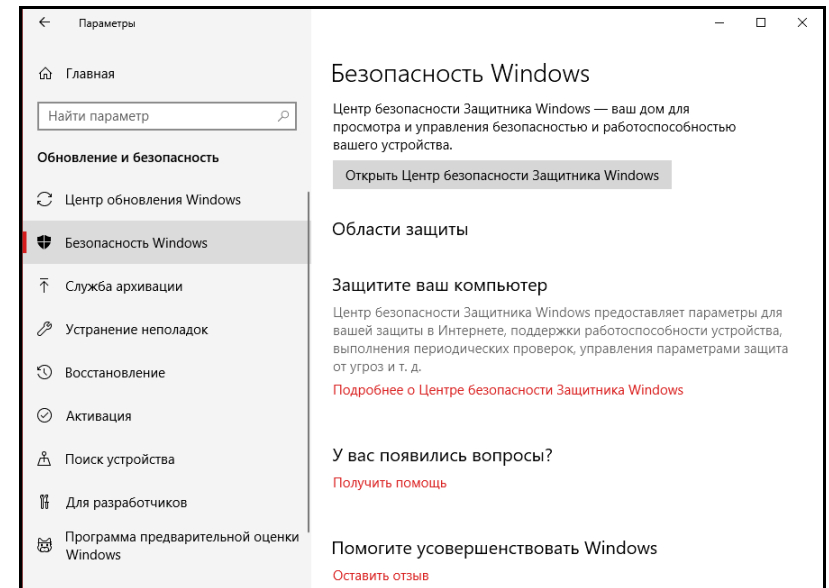 Параметры
Главная
Найти параметр
Обновление и безопасность
Центр обновления Windows
Безопасность Windows
Служба архивации
Устранение неполадок
Восстановление
Активация
Поиск устройства
Для разработчиков
Программа предварительной оценки
Windows
Безопасность Windows
Центр безопасности Защитника Windows — ваш дом для
просмотра и управления безопасностью и работоспособностью
вашего устройства.
Открыть Центр безопасности Защитника Windows
Области защиты
Защитите ваш компьютер
Центр безопасности Защитника Windows предоставляет параметры для
вашей защиты в Интернете, поддержки работоспособности устройства,
выполнения периодических проверок, управления параметрами защита
от угроз и т. д.
Подробнее о Центре безопасности Защитника Windows
У вас появились вопросы?
Получить помощь
Помогите усовершенствовать Windows
Оставить отзыв